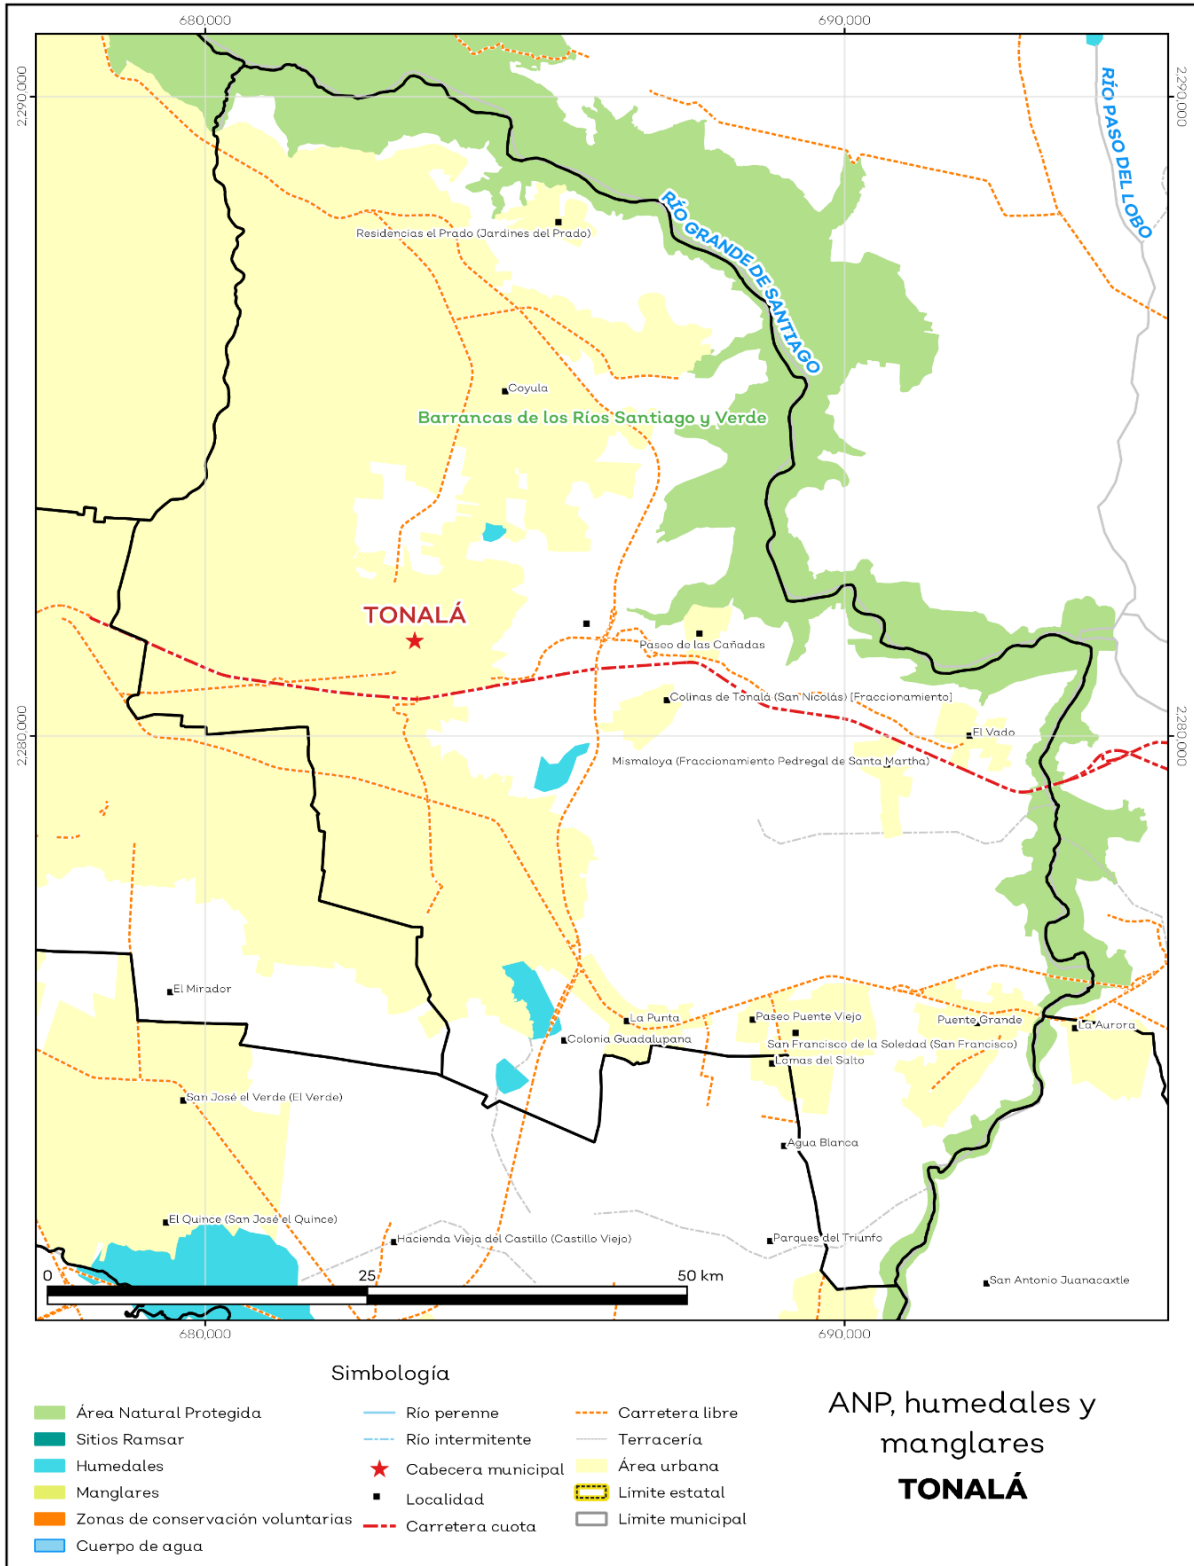 680,000
690,000
2,290,000
2,290,000
RÍO PASO DEL LOBO
RÍO GRANDE DE SANTIAGO
Residencias el Prado (Jardines del Prado)
Coyula
Barrancas de los Ríos Santiago y Verde
TONALÁ
Paseo de las Cañadas
Colinas de Tonalá (San Nicolás) [Fraccionamiento]
El Vado
2,280,000
2,280,000
Mismaloya (Fraccionamiento Pedregal de Santa Martha)
El Mirador
La Punta
Paseo Puente Viejo
Puente Grande
La Aurora
Colonia Guadalupana
San Francisco de la Soledad (San Francisco)
Lomas del Salto
San José el Verde (El Verde)
Agua Blanca
El Quince (San José el Quince)
Hacienda Vieja del Castillo (Castillo Viejo)
Parques del Triunfo
San Antonio Juanacaxtle
0 25 50 km
680,000
690,000
Simbología
Área Natural Protegida
Sitios Ramsar
Humedales
Manglares
Zonas de conservación voluntarias
Cuerpo de agua
Río perenne
Río intermitente
Cabecera municipal
Localidad
Carretera cuota
Carretera libre
Terracería
Área urbana
Límite estatal
Límite municipal
ANP, humedales y
manglares
TONALÁ